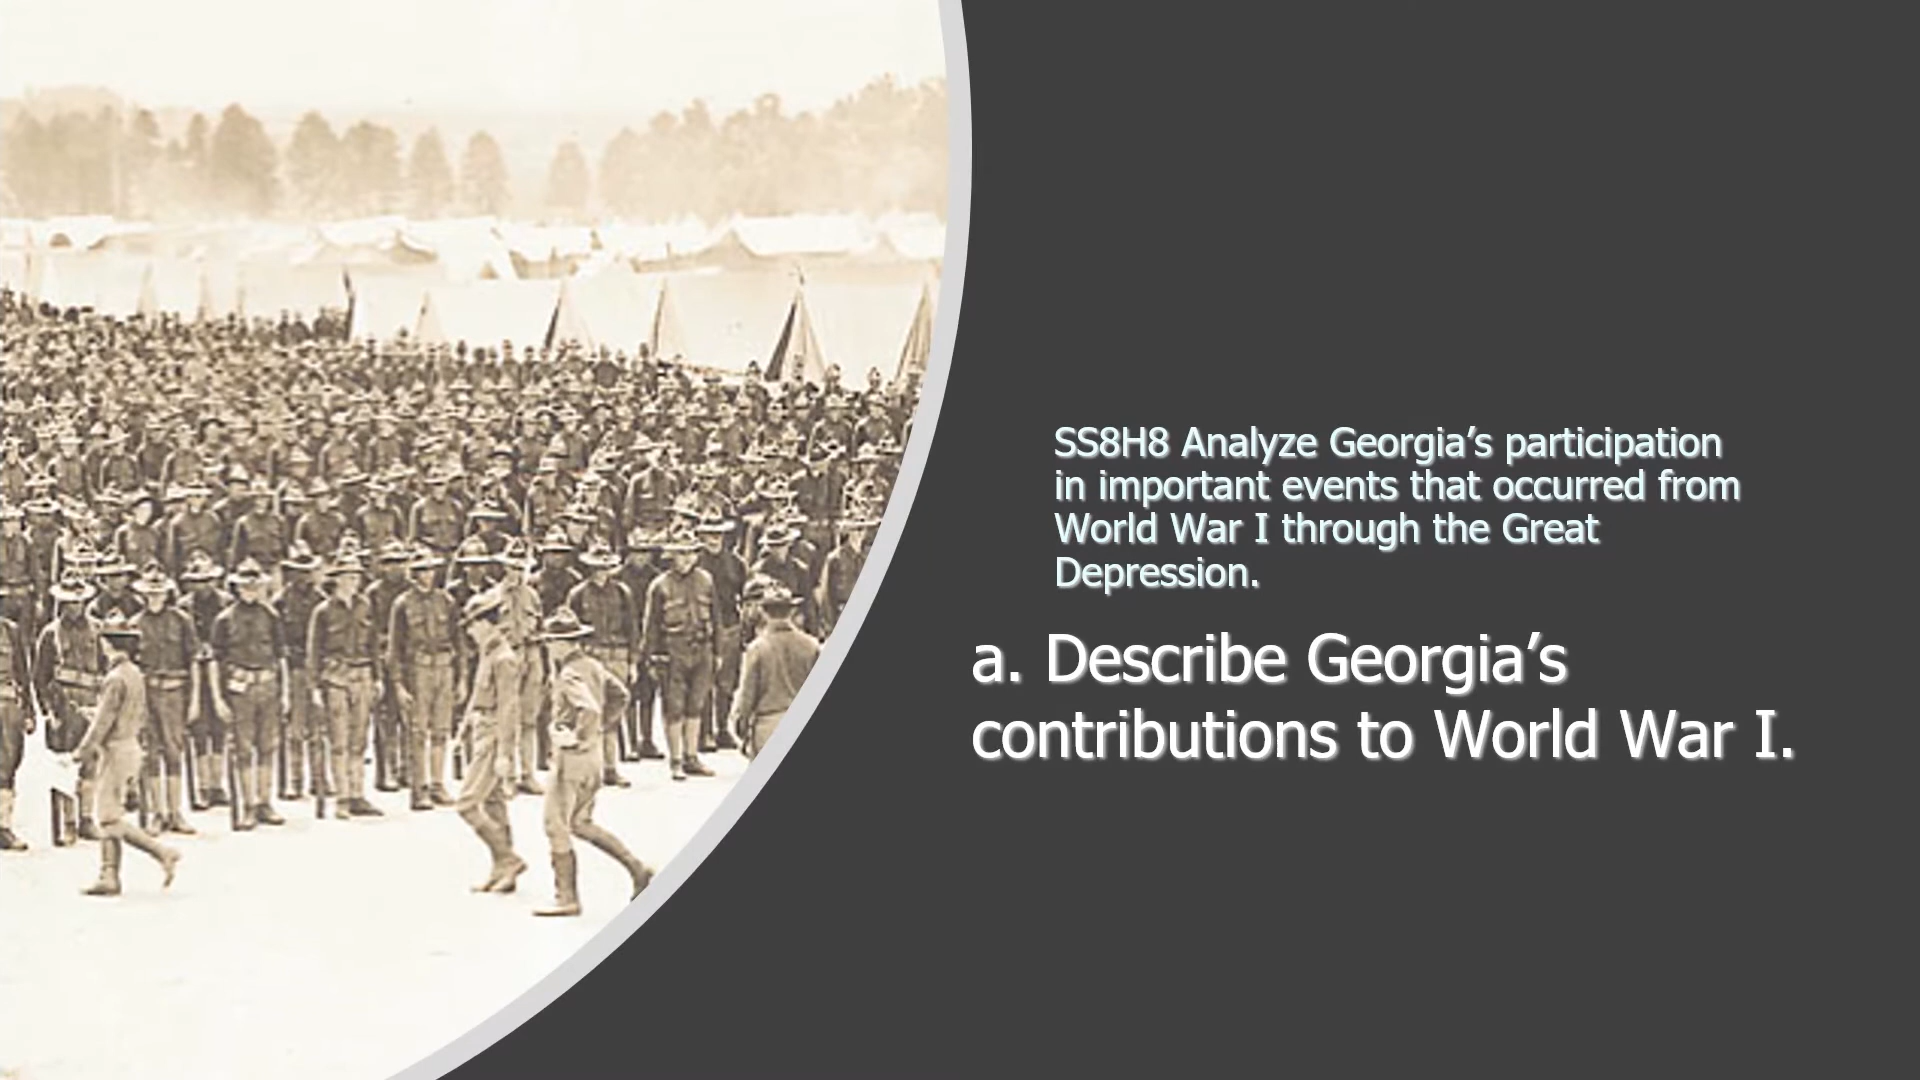 SS8H8 Analyze Georgia’s participation
in important events that occurred from
World War I through the Great
Depression.
a. Describe Georgia’s
contributions to World War I.